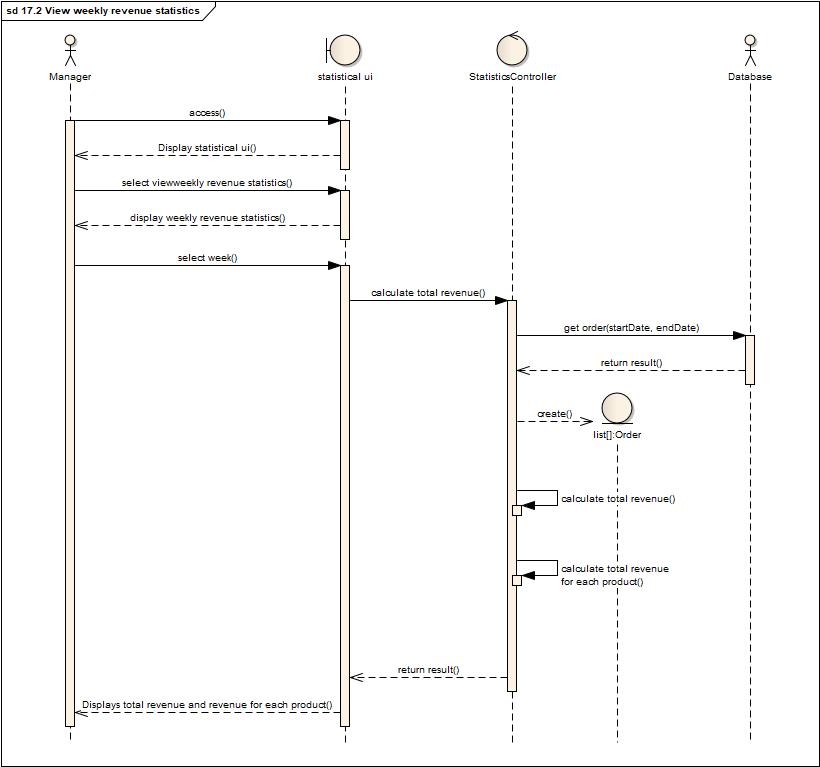 sd 17.2 View weekly revenue statistics
Manager
statistical ui
StatisticsController
Database
access()
Display statistical ui()
select viewweekly revenue statistics()
display weekly revenue statistics()
select week()
calculate total revenue()
get order(startDate, endDate)
return result()
create()
list[]:Order
calculate total revenue()
calculate total revenue
for each product()
return result()
Displays total revenue and revenue for each product()